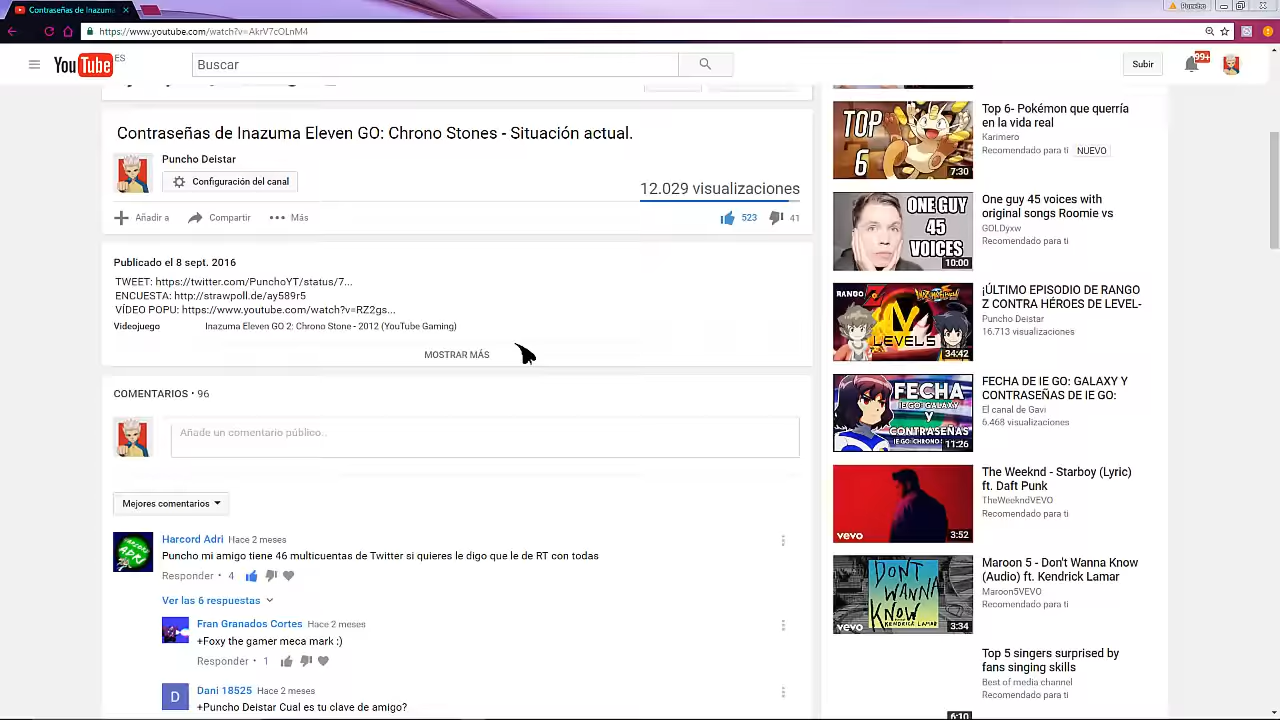 Contraseñas de Inazuma
Puncho
https://www.youtube.com/watch?v=AkrV7cOLnM4
YouTube ES
Buscar
Subir
99+
Contraseñas de Inazuma Eleven GO: Chrono Stones - Situación actual.
Puncho Deistar
Configuración del canal
12.029 visualizaciones
Añadir a
Compartir
Más
523
41
Publicado el 8 sept. 2016
TWEET: https://twitter.com/PunchoYT/status/7...
ENCUESTA: http://strawpoll.de/ay589r5
VÍDEO POPU: https://www.youtube.com/watch?v=RZ2gs...
Videojuego Inazuma Eleven GO 2: Chrono Stone - 2012 (YouTube Gaming)
MOSTRAR MÁS
COMENTARIOS • 96
Añade un comentario público..
Mejores comentarios
Harcord Adri Hace 2 meses
Puncho mi amigo tiene 46 multicuentas de Twitter si quieres le digo que le de RT con todas
Responder • 4
Ver las 6 respuestas
Fran Granados Cortes Hace 2 meses
+Foxy the gamer meca mark :)
Responder • 1
D
Dani 18525 Hace 2 meses
+Puncho Deistar Cual es tu clave de amigo?
TOP
6
7:30
Top 6- Pokémon que querría
en la vida real
Karimero
Recomendado para ti NUEVO
ONE GUY
45
VOICES
10:00
One guy 45 voices with
original songs Roomie vs
GOLDyxw
Recomendado para ti
RANGO Z
LEVEL5
34:42
¡ÚLTIMO EPISODIO DE RANGO
Z CONTRA HÉROES DE LEVEL-
Puncho Deistar
16.713 visualizaciones
FECHA
IE GO: GALAXY
Y
CONTRASEÑAS
IE GO: CHRONO
11:26
FECHA DE IE GO: GALAXY Y
CONTRASEÑAS DE IE GO:
El canal de Gavi
6.468 visualizaciones
vevo
3:52
The Weeknd - Starboy (Lyric)
ft. Daft Punk
TheWeekndVEVO
Recomendado para ti
DON'T
WANNA
KNOW
KENDRICK LAMAR
vevo
3:34
Maroon 5 - Don't Wanna Know
(Audio) ft. Kendrick Lamar
Maroon5VEVO
Recomendado para ti
6:10
Top 5 singers surprised by
fans singing skills
Best of media channel
Recomendado para ti